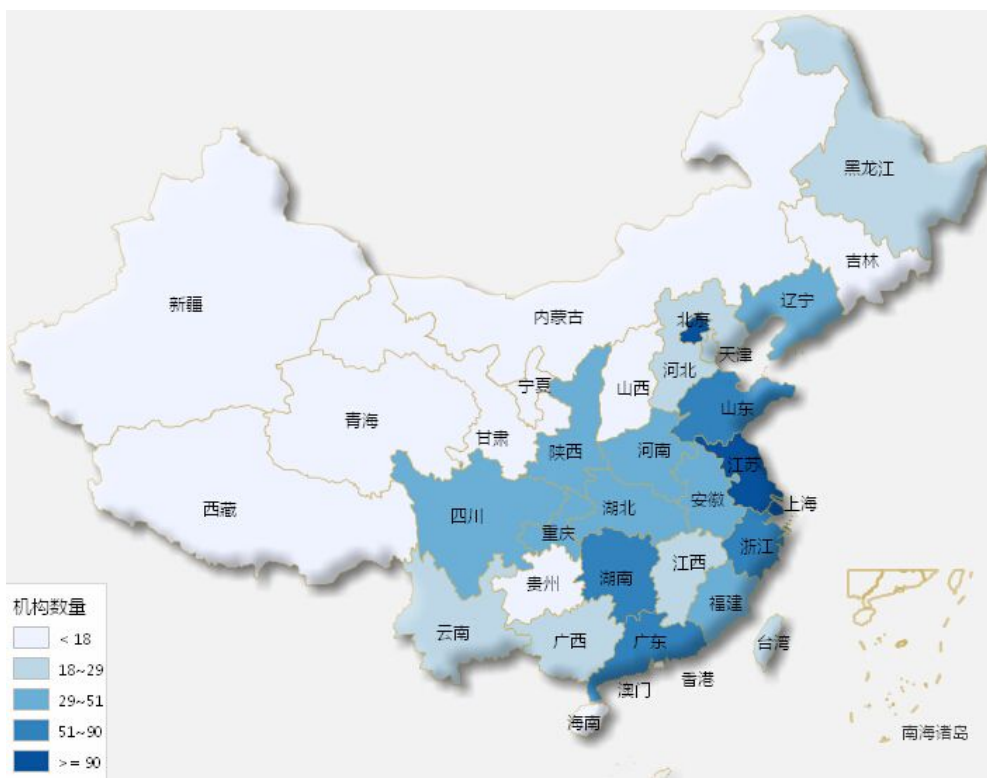 黑龙江
吉林
新疆
辽宁
内蒙古
北京
天津
河北
宁夏
山西
山东
青海
甘肃
陕西
河南
江苏
西藏
四川
湖北
安徽
上海
重庆
浙江
江西
贵州
湖南
福建
云南
广西
广东
台湾
香港
澳门
海南
南海诸岛
机构数量
< 18
18~29
29~51
51~90
>= 90